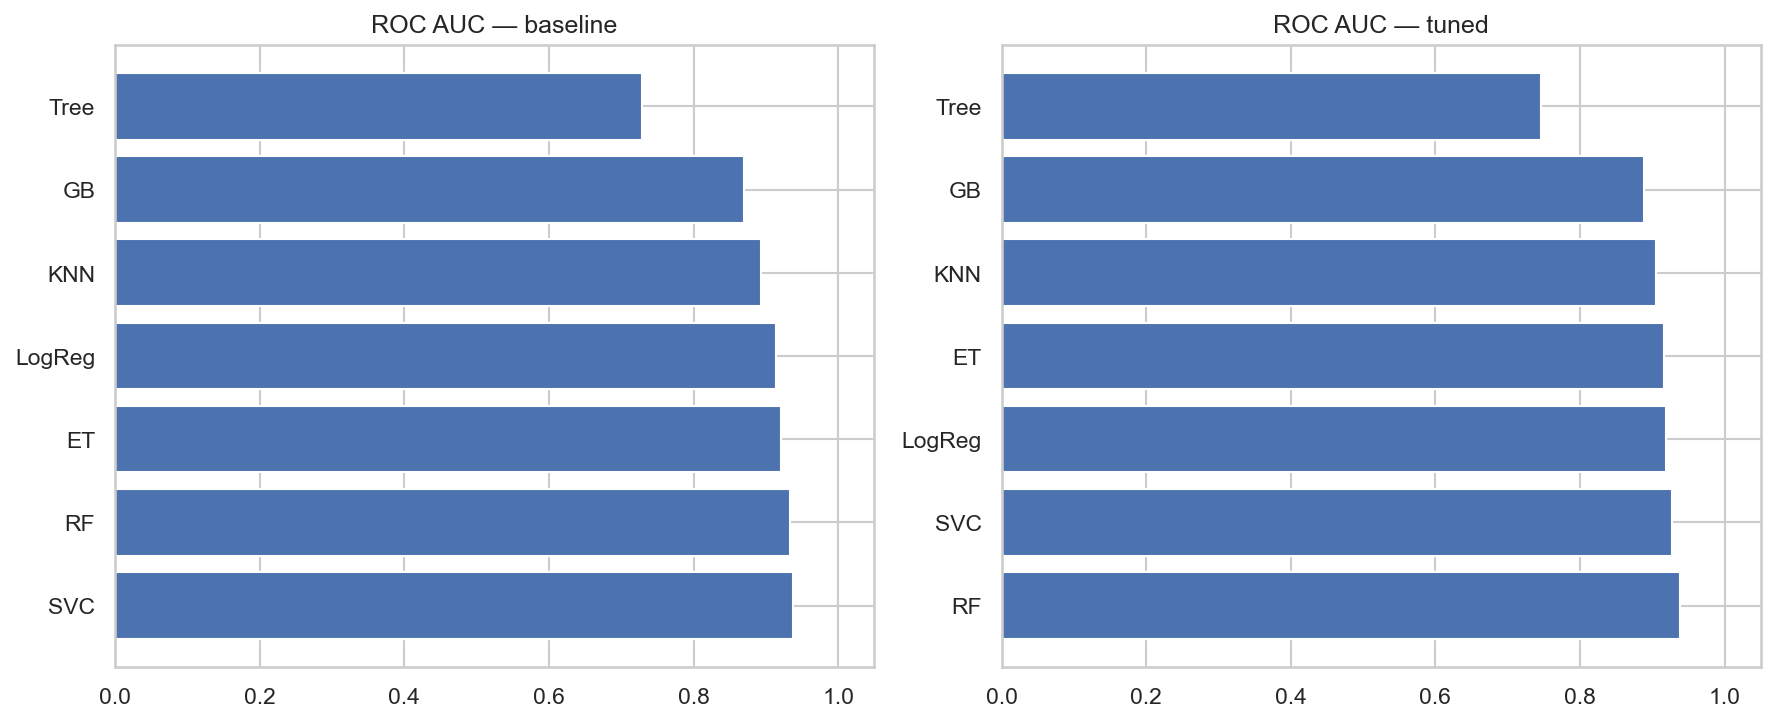 ROC AUC — baseline
Tree
GB
KNN
LogReg
ET
RF
SVC
0.0 0.2 0.4 0.6 0.8 1.0
ROC AUC — tuned
Tree
GB
KNN
ET
LogReg
SVC
RF
0.0 0.2 0.4 0.6 0.8 1.0